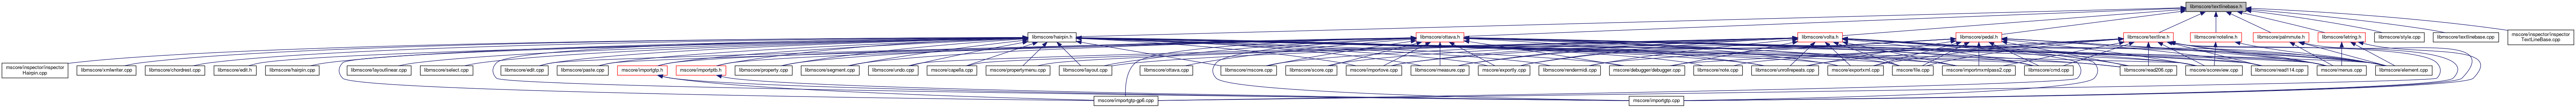 libmscore/textlinebase.h
libmscore/hairpin.h
libmscore/ottava.h
libmscore/volta.h
libmscore/pedal.h
libmscore/textline.h
libmscore/noteline.h
libmscore/palmmute.h
libmscore/letring.h
libmscore/style.cpp
libmscore/textlinebase.cpp
mscore/inspector/inspector
TextLineBase.cpp
mscore/inspector/inspector
Hairpin.cpp
libmscore/xmlwriter.cpp
libmscore/chordrest.cpp
libmscore/edit.h
libmscore/hairpin.cpp
libmscore/layoutlinear.cpp
libmscore/select.cpp
libmscore/edit.cpp
libmscore/paste.cpp
mscore/importgtp.h
mscore/importptb.h
libmscore/property.cpp
libmscore/segment.cpp
libmscore/undo.cpp
mscore/capella.cpp
mscore/propertymenu.cpp
libmscore/layout.cpp
libmscore/ottava.cpp
libmscore/mscore.cpp
libmscore/score.cpp
mscore/importove.cpp
libmscore/measure.cpp
mscore/exportly.cpp
libmscore/rendermidi.cpp
mscore/debugger/debugger.cpp
libmscore/note.cpp
libmscore/unrollrepeats.cpp
mscore/exportxml.cpp
mscore/file.cpp
mscore/importmxmlpass2.cpp
libmscore/cmd.cpp
libmscore/read206.cpp
mscore/scoreview.cpp
libmscore/read114.cpp
mscore/menus.cpp
libmscore/element.cpp
mscore/importgtp-gp6.cpp
mscore/importgtp.cpp